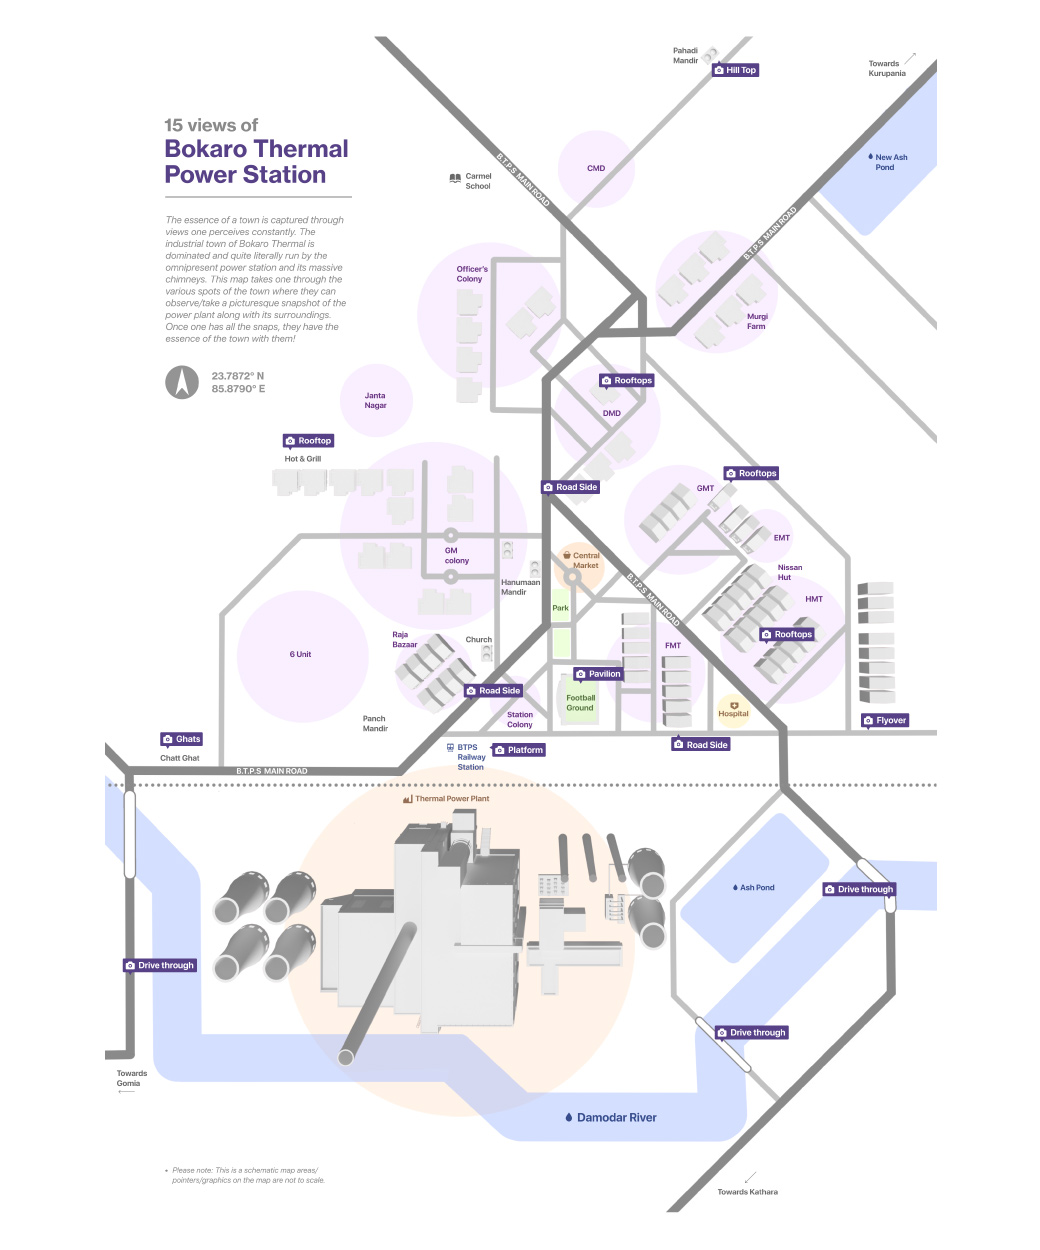 Pahadi
Mandir
Hill Top
Towards
Kurupania
15 views of
Bokaro Thermal
Power Station
New Ash
Pond
CMD
B.T.P.S MAIN ROAD
Carmel
School
The essence of a town is captured through
views one perceives constantly. The
industrial town of Bokaro Thermal is
dominated and quite literally run by the
omnipresent power station and its massive
chimneys. This map takes one through the
various spots of the town where they can
observe/take a picturesque snapshot of the
power plant along with its surroundings.
Once one has all the snaps, they have the
essence of the town with them!
B.T.P.S MAIN ROAD
Officer's
Colony
Murgi
Farm
23.7872° N
85.8790° E
Rooftops
Janta
Nagar
DMD
Rooftop
Hot & Grill
Rooftops
Road Side
GMT
EMT
GM
colony
Central
Market
Nissan
Hut
Hanumaan
Mandir
B.T.P.S MAIN ROAD
HMT
Park
Rooftops
Raja
Bazaar
Church
FMT
6 Unit
Pavilion
Road Side
Football
Ground
Station
Colony
Hospital
Panch
Mandir
Flyover
Ghats
Chatt Ghat
BTPS
Railway
Station
Platform
Road Side
B.T.P.S MAIN ROAD
Thermal Power Plant
Ash Pond
Drive through
Drive through
Drive through
Towards
Gomia
Damodar River
• Please note: This is a schematic map areas/
pointers/graphics on the map are not to scale.
Towards Kathara